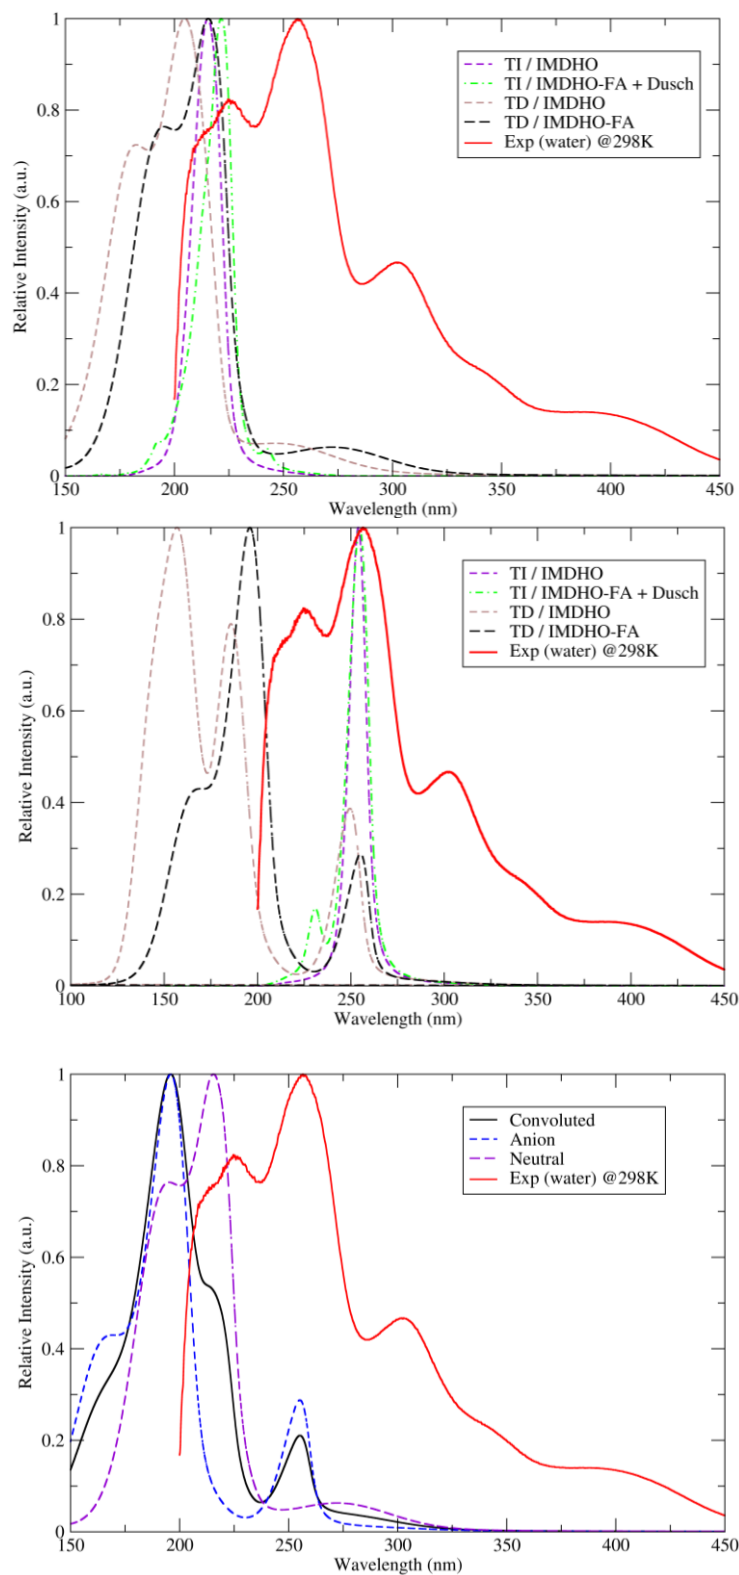 1
0.8
0.6
0.4
0.2
0
Relative Intensity (a.u.)
TI / IMDHO
TI / IMDHO-FA + Dusch
TD / IMDHO
TD / IMDHO-FA
Exp (water) @298K
150 200 250 300 350 400 450
Wavelength (nm)
1
0.8
0.6
0.4
0.2
0
Relative Intensity (a.u.)
TI / IMDHO
TI / IMDHO-FA + Dusch
TD / IMDHO
TD / IMDHO-FA
Exp (water) @298K
100 150 200 250 300 350 400 450
Wavelength (nm)
1
0.8
0.6
0.4
0.2
0
Relative Intensity (a.u.)
Convoluted
Anion
Neutral
Exp (water) @298K
150 200 250 300 350 400 450
Wavelength (nm)